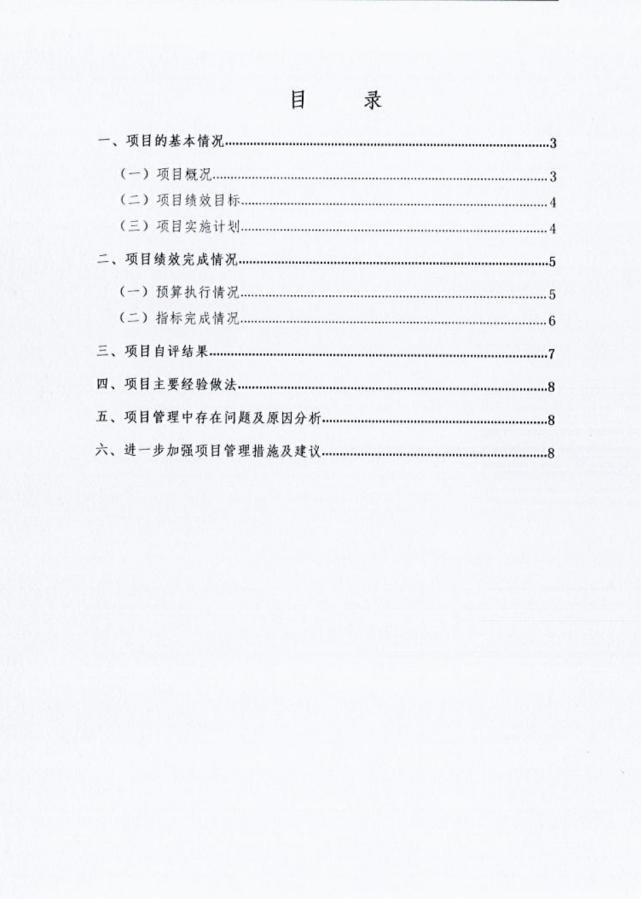 目 录
一、项目的基本情况........................................3
（一）项目概况........................................3
（二）项目绩效目标........................................4
（三）项目实施计划........................................4
二、项目绩效完成情况........................................5
（一）预算执行情况........................................5
（二）指标完成情况........................................6
三、项目自评结果........................................7
四、项目主要经验做法........................................8
五、项目管理中存在问题及原因分析........................................8
六、进一步加强项目管理措施及建议........................................8